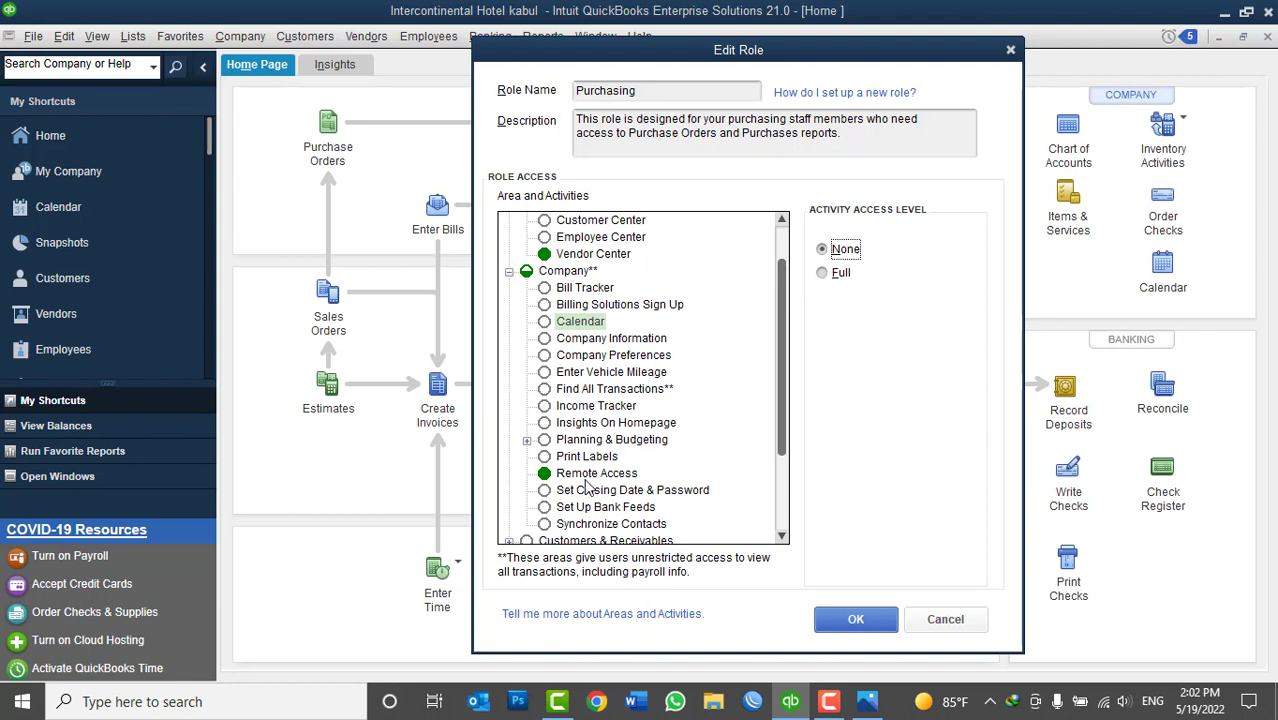 Intercontinental Hotel kabul - Intuit QuickBooks Enterprise Solutions 21.0 - [Home ]
File Edit View Lists Favorites Company Customers Vendors Employees Banking Reports Window Help
5
Search Company or Help
Home Page
Insights
My Shortcuts
Home
My Company
Calendar
Snapshots
Customers
Vendors
Employees
My Shortcuts
View Balances
Run Favorite Reports
Open Windows
COVID-19 Resources
Turn on Payroll
Accept Credit Cards
Order Checks & Supplies
Turn on Cloud Hosting
Activate QuickBooks Time
Purchase
Orders
Enter Bills
Sales
Orders
Estimates
Create
Invoices
Enter
Time
Edit Role
Role Name
Purchasing
How do I set up a new role?
Description
This role is designed for your purchasing staff members who need
access to Purchase Orders and Purchases reports.
ROLE ACCESS
Area and Activities
Customer Center
Employee Center
Vendor Center
Company**
Bill Tracker
Billing Solutions Sign Up
Calendar
Company Information
Company Preferences
Enter Vehicle Mileage
Find All Transactions**
Income Tracker
Insights On Homepage
Planning & Budgeting
Print Labels
Remote Access
Set Closing Date & Password
Set Up Bank Feeds
Synchronize Contacts
Customers & Receivables
**These areas give users unrestricted access to view
all transactions, including payroll info.
Tell me more about Areas and Activities.
ACTIVITY ACCESS LEVEL
None
Full
OK
Cancel
COMPANY
Chart of
Accounts
Inventory
Activities
Items &
Services
Order
Checks
Calendar
BANKING
Record
Deposits
Reconcile
Write
Checks
Check
Register
Print
Checks
Type here to search
85°F
ENG
2:02 PM
5/19/2022